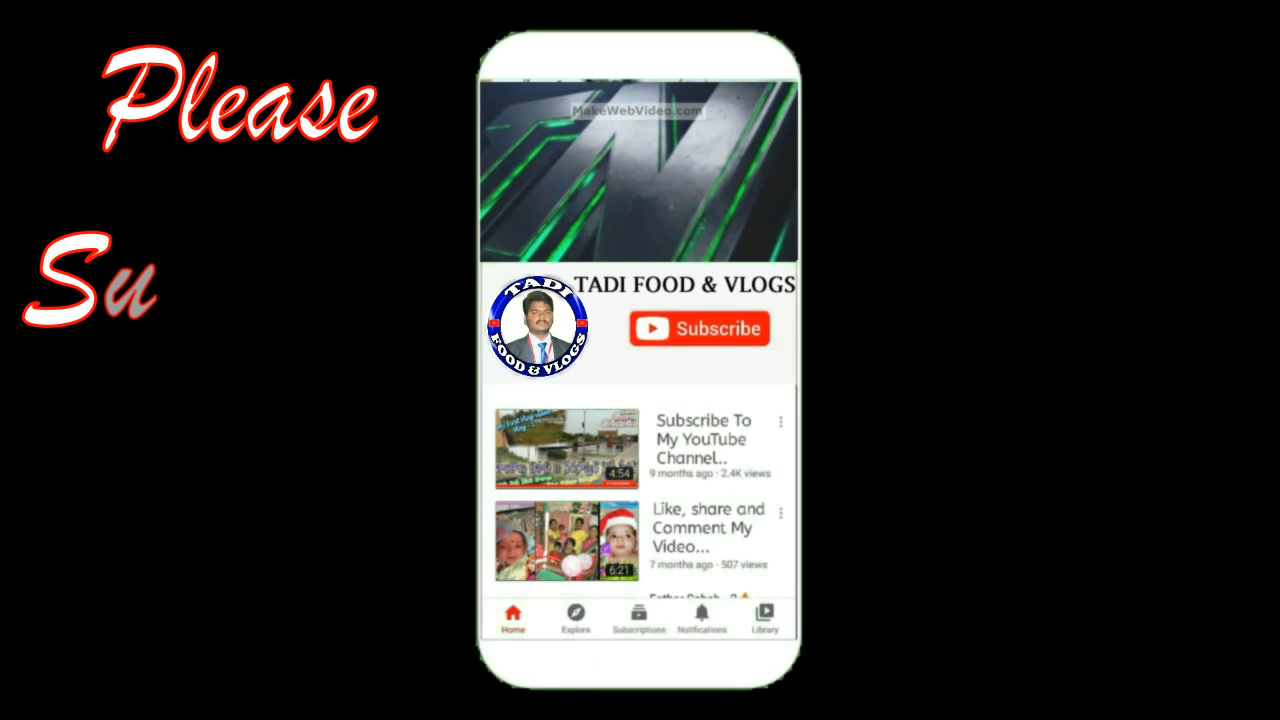 Please
Su
MakeWebVideo.com
TADI FOOD & VLOGS
TADI
FOOD & VLOGS
Subscribe
Subscribe To
My YouTube
Channel..
9 months ago · 2.4K views
4:54
Like, share and
Comment My
Video...
7 months ago · 507 views
6:21
Home
Explore
Subscriptions
Notifications
Library